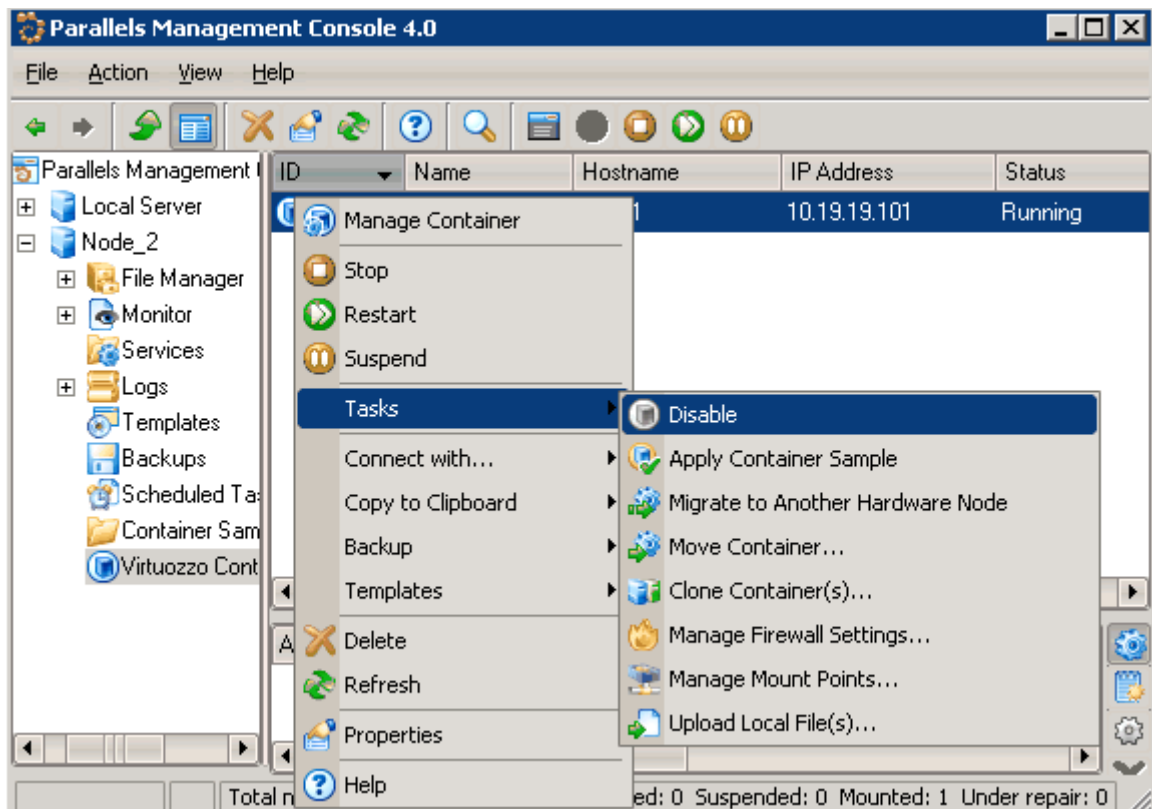 Parallels Management Console 4.0
File Action View Help
Parallels Management
ID Name Hostname IP Address Status
Local Server
1 10.19.19.101 Running
Node_2
File Manager
Monitor
Services
Logs
Templates
Backups
Scheduled Ta
Container Sam
Virtuozzo Cont
Manage Container
Stop
Restart
Suspend
Tasks
Connect with...
Copy to Clipboard
Backup
Templates
Delete
Refresh
Properties
Help
Disable
Apply Container Sample
Migrate to Another Hardware Node
Move Container...
Clone Container(s)...
Manage Firewall Settings...
Manage Mount Points...
Upload Local File(s)...
A
Total n ed: 0 Suspended: 0 Mounted: 1 Under repair: 0